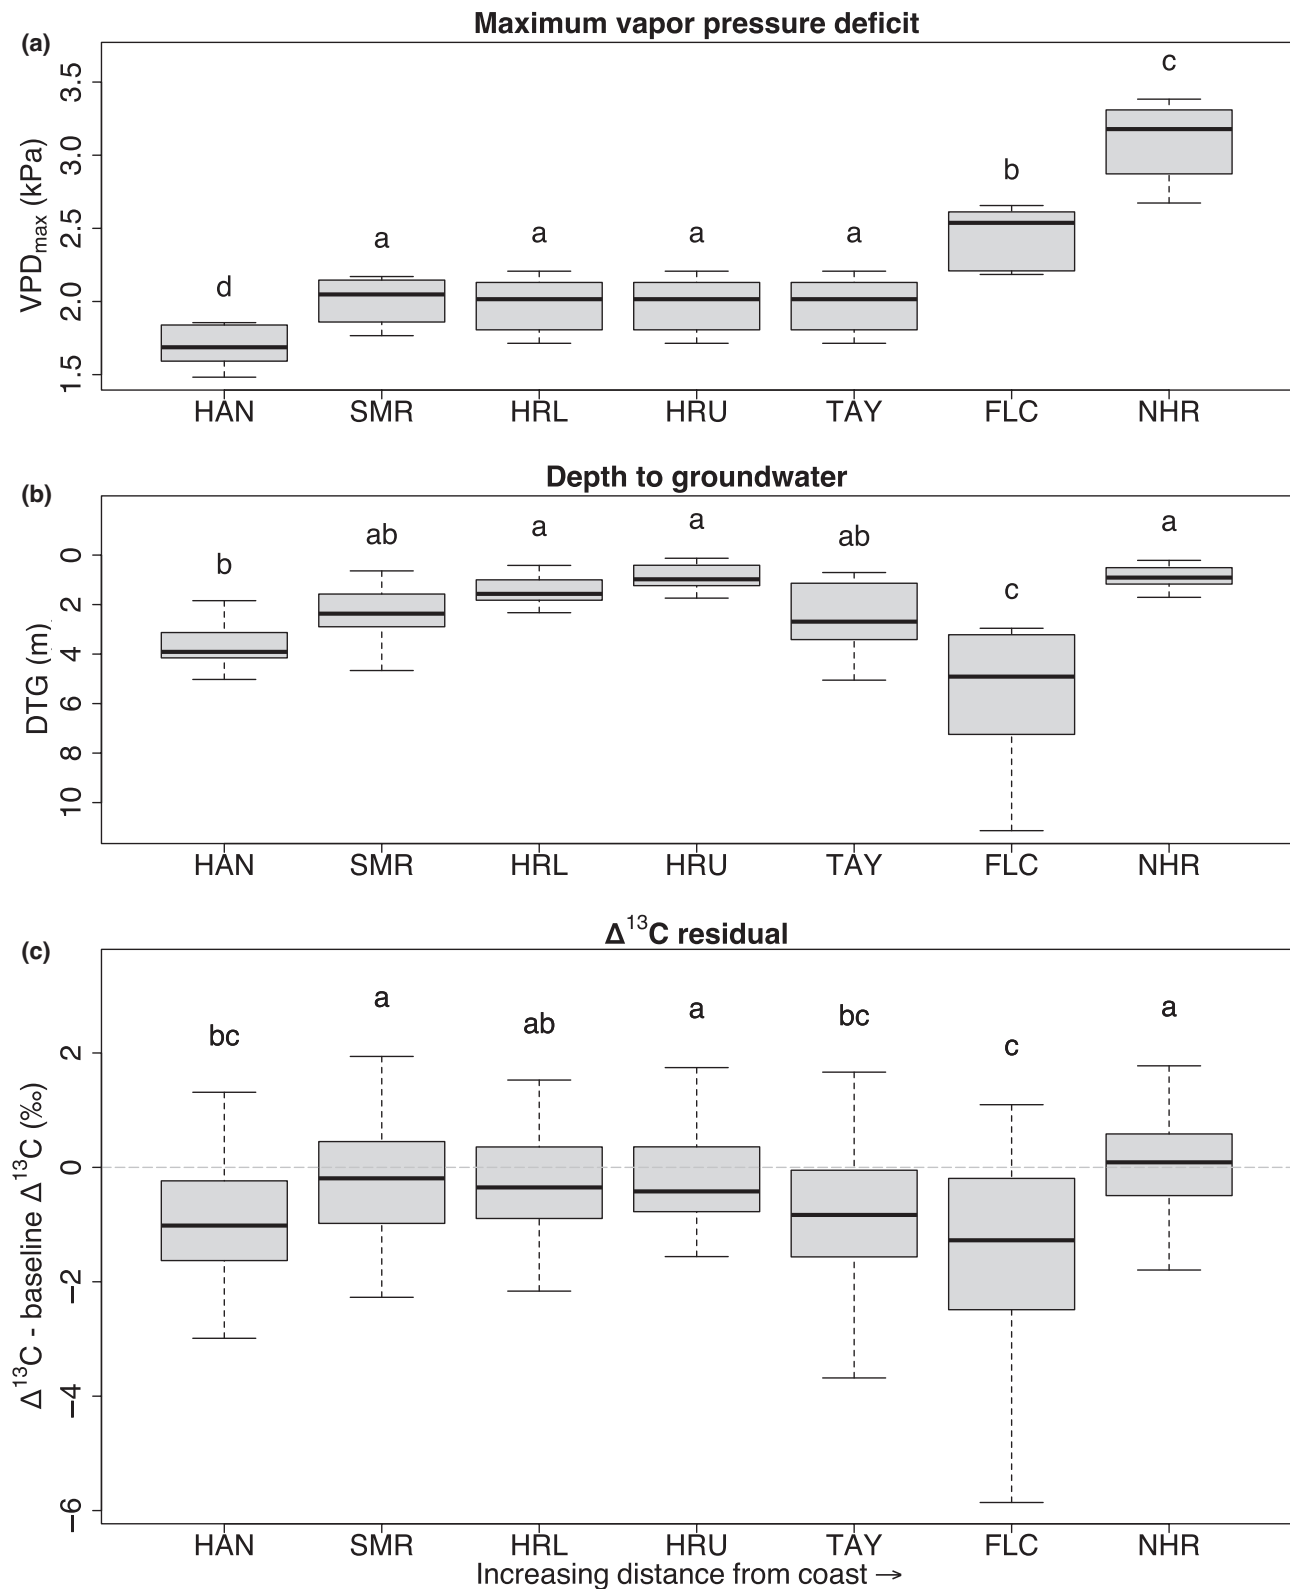 Maximum vapor pressure deficit
(a)
VPDmax (kPa)
3.5
3.0
2.5
2.0
1.5
d
a
a
a
a
b
c
HAN SMR HRL HRU TAY FLC NHR
Depth to groundwater
(b)
DTG (m)
0
2
4
6
8
10
b
ab
a
a
ab
c
a
HAN SMR HRL HRU TAY FLC NHR
Δ¹³C residual
(c)
Δ¹³C - baseline Δ¹³C (‰)
2
0
−2
−4
−6
bc
a
ab
a
bc
c
a
HAN SMR HRL HRU TAY FLC NHR
Increasing distance from coast →